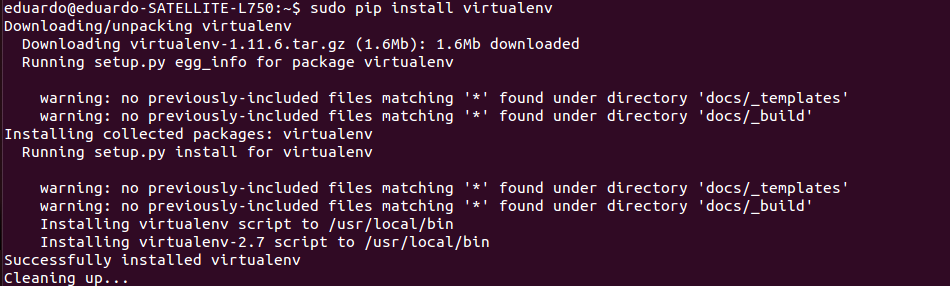 eduardo@eduardo-SATELLITE-L750:~$ sudo pip install virtualenv
Downloading/unpacking virtualenv
  Downloading virtualenv-1.11.6.tar.gz (1.6Mb): 1.6Mb downloaded
  Running setup.py egg_info for package virtualenv

    warning: no previously-included files matching '*' found under directory 'docs/_templates'
    warning: no previously-included files matching '*' found under directory 'docs/_build'
Installing collected packages: virtualenv
  Running setup.py install for virtualenv

    warning: no previously-included files matching '*' found under directory 'docs/_templates'
    warning: no previously-included files matching '*' found under directory 'docs/_build'
    Installing virtualenv script to /usr/local/bin
    Installing virtualenv-2.7 script to /usr/local/bin
Successfully installed virtualenv
Cleaning up...